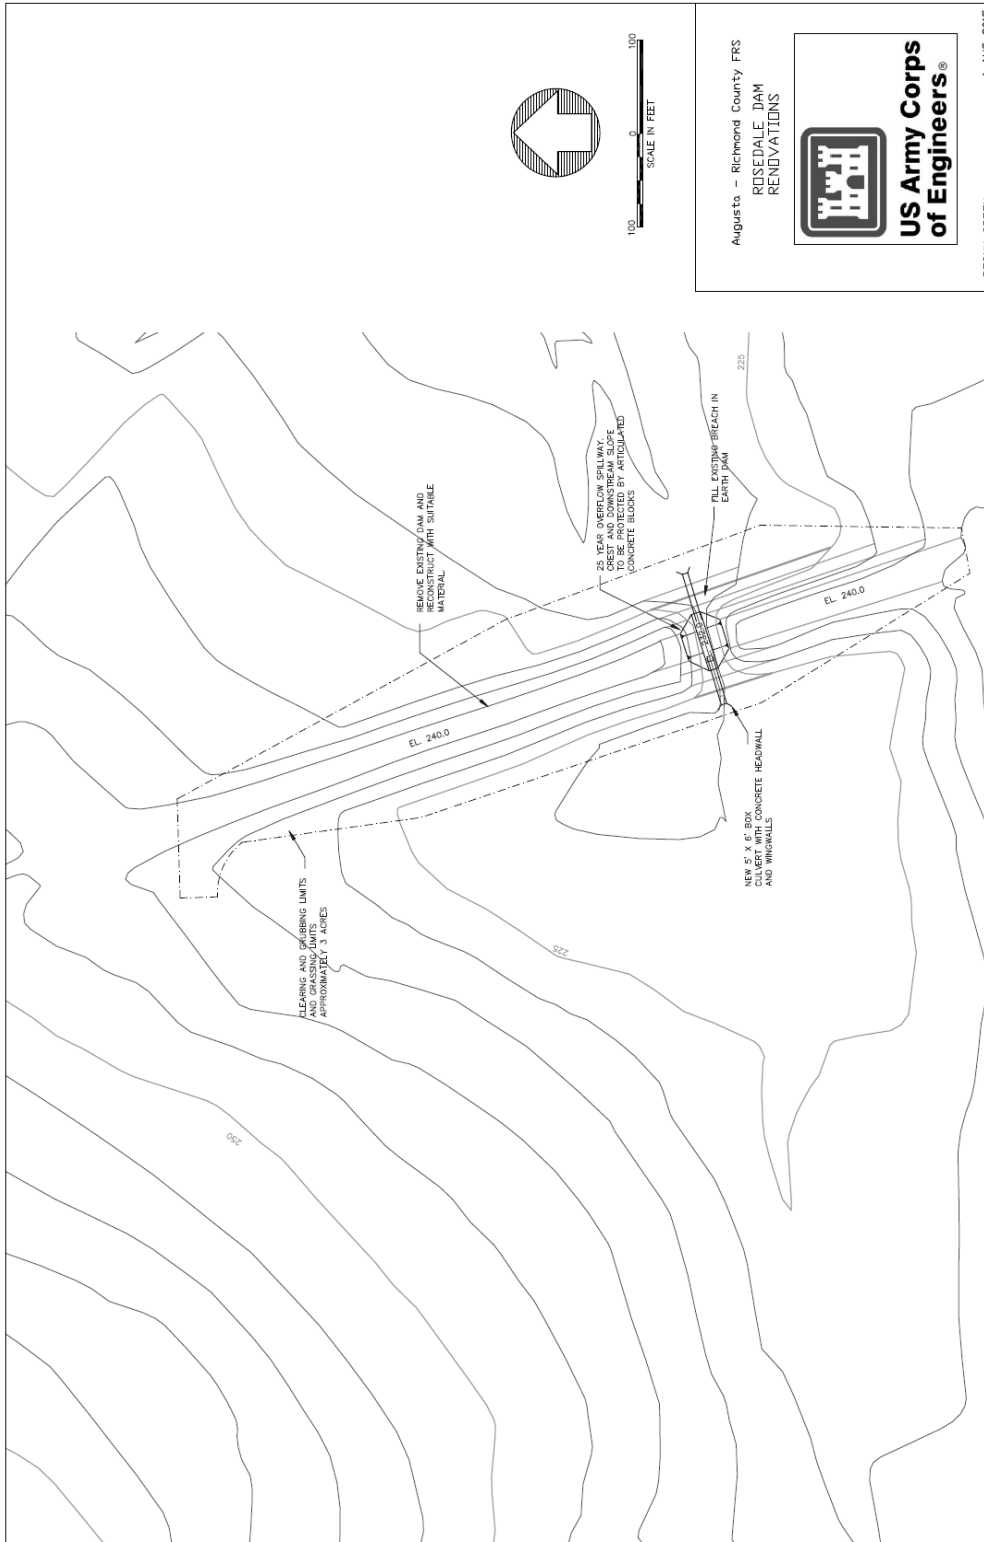 100
0
100
SCALE IN FEET
Augusta - Richmond County FRS
ROSEDALE DAM
RENOVATIONS
US Army Corps
of Engineers®
225
REMOVE EXISTING DAM AND
RECONSTRUCT WITH SUITABLE
MATERIAL
25 YEAR OVERFLOW SPILLWAY.
CREST AND DOWNSTREAM SLOPE
TO BE PROTECTED BY ARTICULATED
CONCRETE BLOCKS
FILL EXISTING BREACH IN
EARTH DAM
EL. 240.0
EL. 232.0
EL. 240.0
NEW 5' X 6' BOX
CULVERT WITH CONCRETE HEADWALL
AND WINGWALLS
CLEARING AND GRUBBING LIMITS
AND GRASSING LIMITS
APPROXIMATELY 3 ACRES
225
250